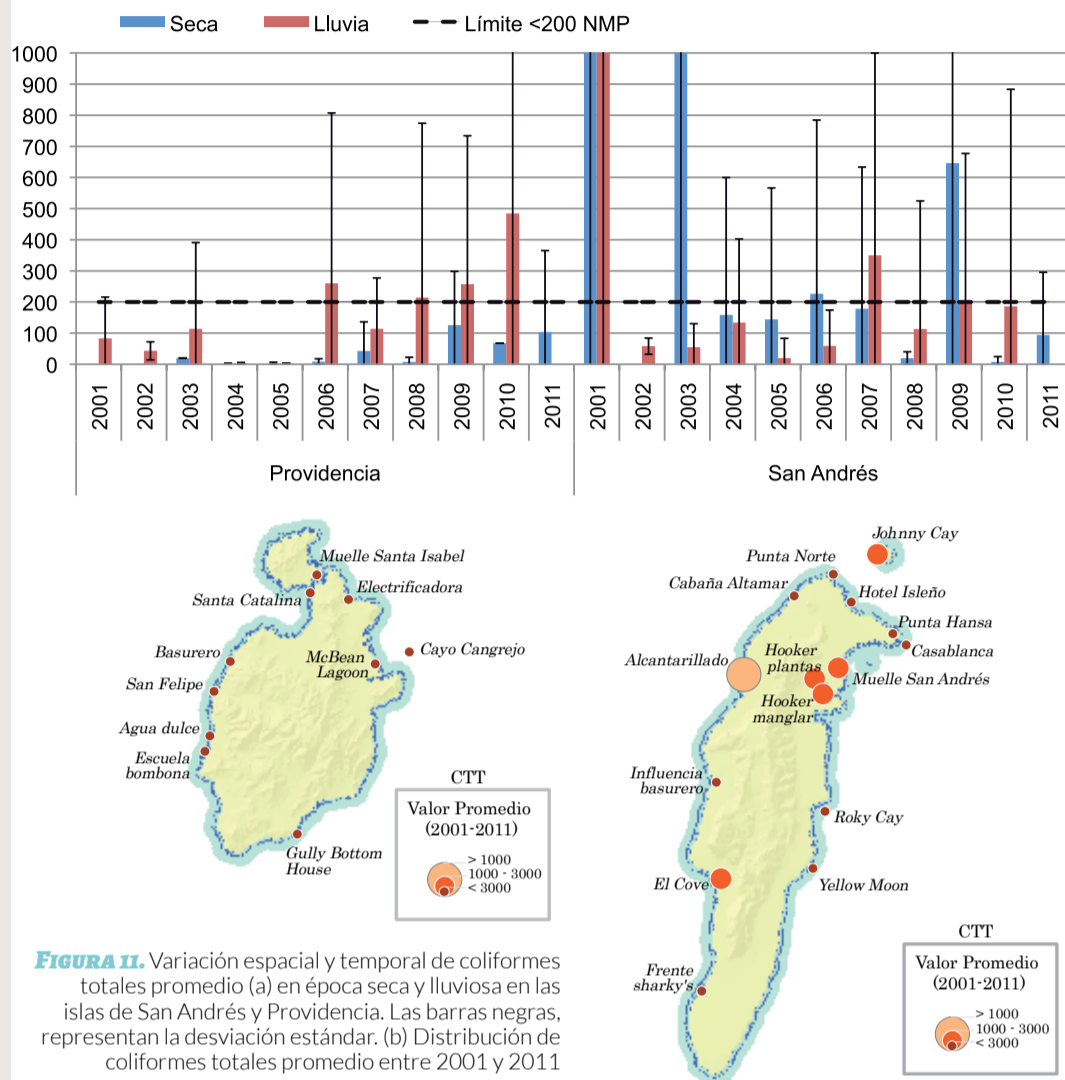 Seca Lluvia Límite <200 NMP
1000
900
800
700
600
500
400
300
200
100
0
2001 2002 2003 2004 2005 2006 2007 2008 2009 2010 2011 2001 2002 2003 2004 2005 2006 2007 2008 2009 2010 2011
Providencia San Andrés
Muelle Santa Isabel
Electrificadora
Santa Catalina
Cayo Cangrejo
Basurero
McBean
Lagoon
San Felipe
Agua dulce
Escuela
bombona
Gully Bottom
House
CTT
Valor Promedio
(2001-2011)
> 1000
1000 - 3000
< 3000
Johnny Cay
Punta Norte
Cabaña Altamar
Hotel Isleño
Punta Hansa
Casablanca
Alcantarillado
Hooker
plantas
Muelle San Andrés
Hooker
manglar
Influencia
basurero
Roky Cay
El Cove
Yellow Moon
Frente
sharky's
CTT
Valor Promedio
(2001-2011)
> 1000
1000 - 3000
< 3000
FIGURA 11. Variación espacial y temporal de coliformes
totales promedio (a) en época seca y lluviosa en las
islas de San Andrés y Providencia. Las barras negras,
representan la desviación estándar. (b) Distribución de
coliformes totales promedio entre 2001 y 2011